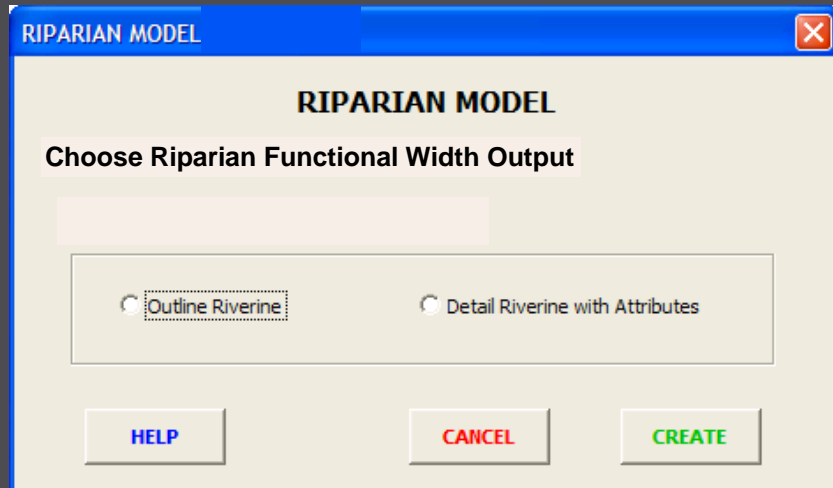 RIPARIAN MODEL
RIPARIAN MODEL
Choose Riparian Functional Width Output
Outline Riverine
Detail Riverine with Attributes
HELP
CANCEL
CREATE